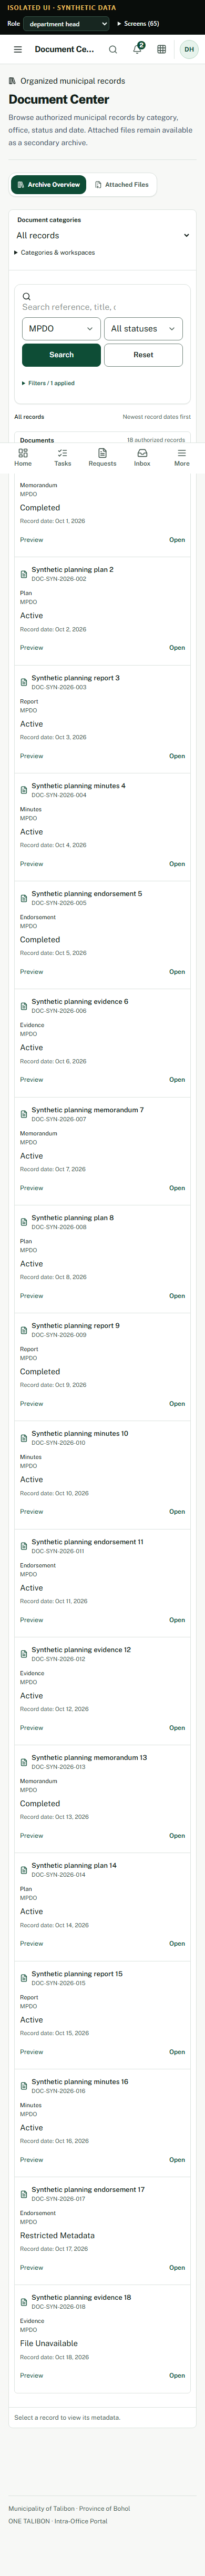 ISOLATED UI · SYNTHETIC DATA
Role department head Screens (65)
Document Ce... 2 DH
Organized municipal records
Document Center
Browse authorized municipal records by category,
office, status and date. Attached files remain available
as a secondary archive.
Archive Overview Attached Files
Document categories
All records
Categories & workspaces
Search reference, title, c
MPDO All statuses
Search Reset
Filters / 1 applied
All records Newest record dates first
Documents 18 authorized records
Home Tasks Requests Inbox More
Memorandum
MPDO
Completed
Record date: Oct 1, 2026
Preview Open
Synthetic planning plan 2
DOC-SYN-2026-002
Plan
MPDO
Active
Record date: Oct 2, 2026
Preview Open
Synthetic planning report 3
DOC-SYN-2026-003
Report
MPDO
Active
Record date: Oct 3, 2026
Preview Open
Synthetic planning minutes 4
DOC-SYN-2026-004
Minutes
MPDO
Active
Record date: Oct 4, 2026
Preview Open
Synthetic planning endorsement 5
DOC-SYN-2026-005
Endorsement
MPDO
Completed
Record date: Oct 5, 2026
Preview Open
Synthetic planning evidence 6
DOC-SYN-2026-006
Evidence
MPDO
Active
Record date: Oct 6, 2026
Preview Open
Synthetic planning memorandum 7
DOC-SYN-2026-007
Memorandum
MPDO
Active
Record date: Oct 7, 2026
Preview Open
Synthetic planning plan 8
DOC-SYN-2026-008
Plan
MPDO
Active
Record date: Oct 8, 2026
Preview Open
Synthetic planning report 9
DOC-SYN-2026-009
Report
MPDO
Completed
Record date: Oct 9, 2026
Preview Open
Synthetic planning minutes 10
DOC-SYN-2026-010
Minutes
MPDO
Active
Record date: Oct 10, 2026
Preview Open
Synthetic planning endorsement 11
DOC-SYN-2026-011
Endorsement
MPDO
Active
Record date: Oct 11, 2026
Preview Open
Synthetic planning evidence 12
DOC-SYN-2026-012
Evidence
MPDO
Active
Record date: Oct 12, 2026
Preview Open
Synthetic planning memorandum 13
DOC-SYN-2026-013
Memorandum
MPDO
Completed
Record date: Oct 13, 2026
Preview Open
Synthetic planning plan 14
DOC-SYN-2026-014
Plan
MPDO
Active
Record date: Oct 14, 2026
Preview Open
Synthetic planning report 15
DOC-SYN-2026-015
Report
MPDO
Active
Record date: Oct 15, 2026
Preview Open
Synthetic planning minutes 16
DOC-SYN-2026-016
Minutes
MPDO
Active
Record date: Oct 16, 2026
Preview Open
Synthetic planning endorsement 17
DOC-SYN-2026-017
Endorsement
MPDO
Restricted Metadata
Record date: Oct 17, 2026
Preview Open
Synthetic planning evidence 18
DOC-SYN-2026-018
Evidence
MPDO
File Unavailable
Record date: Oct 18, 2026
Preview Open
Select a record to view its metadata.
Municipality of Talibon · Province of Bohol
ONE TALIBON · Intra-Office Portal